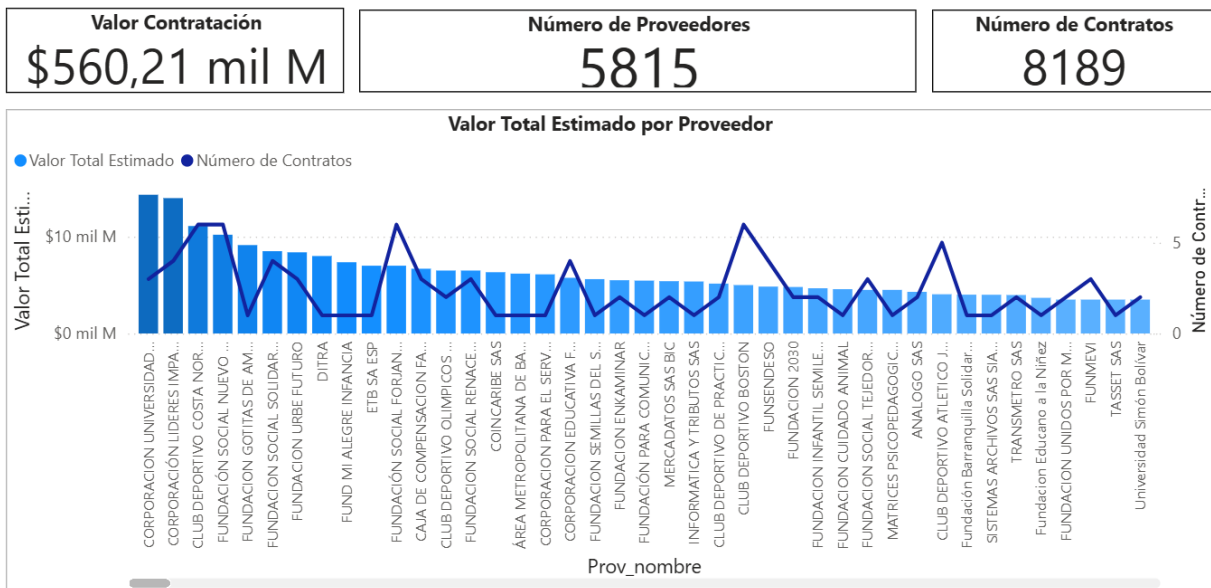 Valor Contratación
$560,21 mil M
Número de Proveedores
5815
Número de Contratos
8189
Valor Total Estimado por Proveedor
Valor Total Estimado
Número de Contratos
Valor Total Esti...
$10 mil M
$0 mil M
5
0
Número de Contr...
CORPORACION UNIVERSIDAD...
CORPORACIÓN LIDERES IMPA...
CLUB DEPORTIVO COSTA NOR...
FUNDACIÓN SOCIAL NUEVO ...
FUNDACION GOTITAS DE AM...
FUNDACION SOCIAL SOLIDAR...
FUNDACION URBE FUTURO
DITRA
FUND MI ALEGRE INFANCIA
ETB SA ESP
FUNDACIÓN SOCIAL FORJAN...
CAJA DE COMPENSACION FA...
CLUB DEPORTIVO OLIMPICOS ...
FUNDACION SOCIAL RENACE...
COINCARIBE SAS
ÁREA METROPOLITANA DE BA...
CORPORACION PARA EL SERV...
CORPORACION EDUCATIVA F...
FUNDACION SEMILLAS DEL S...
FUNDACION ENKAMINAR
FUNDACIÓN PARA COMUNI C...
MERCADATOS SAS BIC
INFORMATICA Y TRIBUTOS SAS
CLUB DEPORTIVO DE PRACTIC...
CLUB DEPORTIVO BOSTON
FUNSENDESO
FUNDACION 2030
FUNDACION INFANTIL SEMILE...
FUNDACION CUIDADO ANIMAL
FUNDACION SOCIAL TEJEDOR...
MATRICES PSICOPEDAGOGIC...
ANALOGO SAS
CLUB DEPORTIVO ATLETICO J...
Fundación Barranquilla Solidar...
SISTEMAS ARCHIVOS SAS SIA...
TRANSMETRO SAS
Fundacion Educano a la Niñez
FUNDACION UNIDOS POR M...
FUNMEVI
TASSET SAS
Universidad Simón Bolívar
Prov_nombre